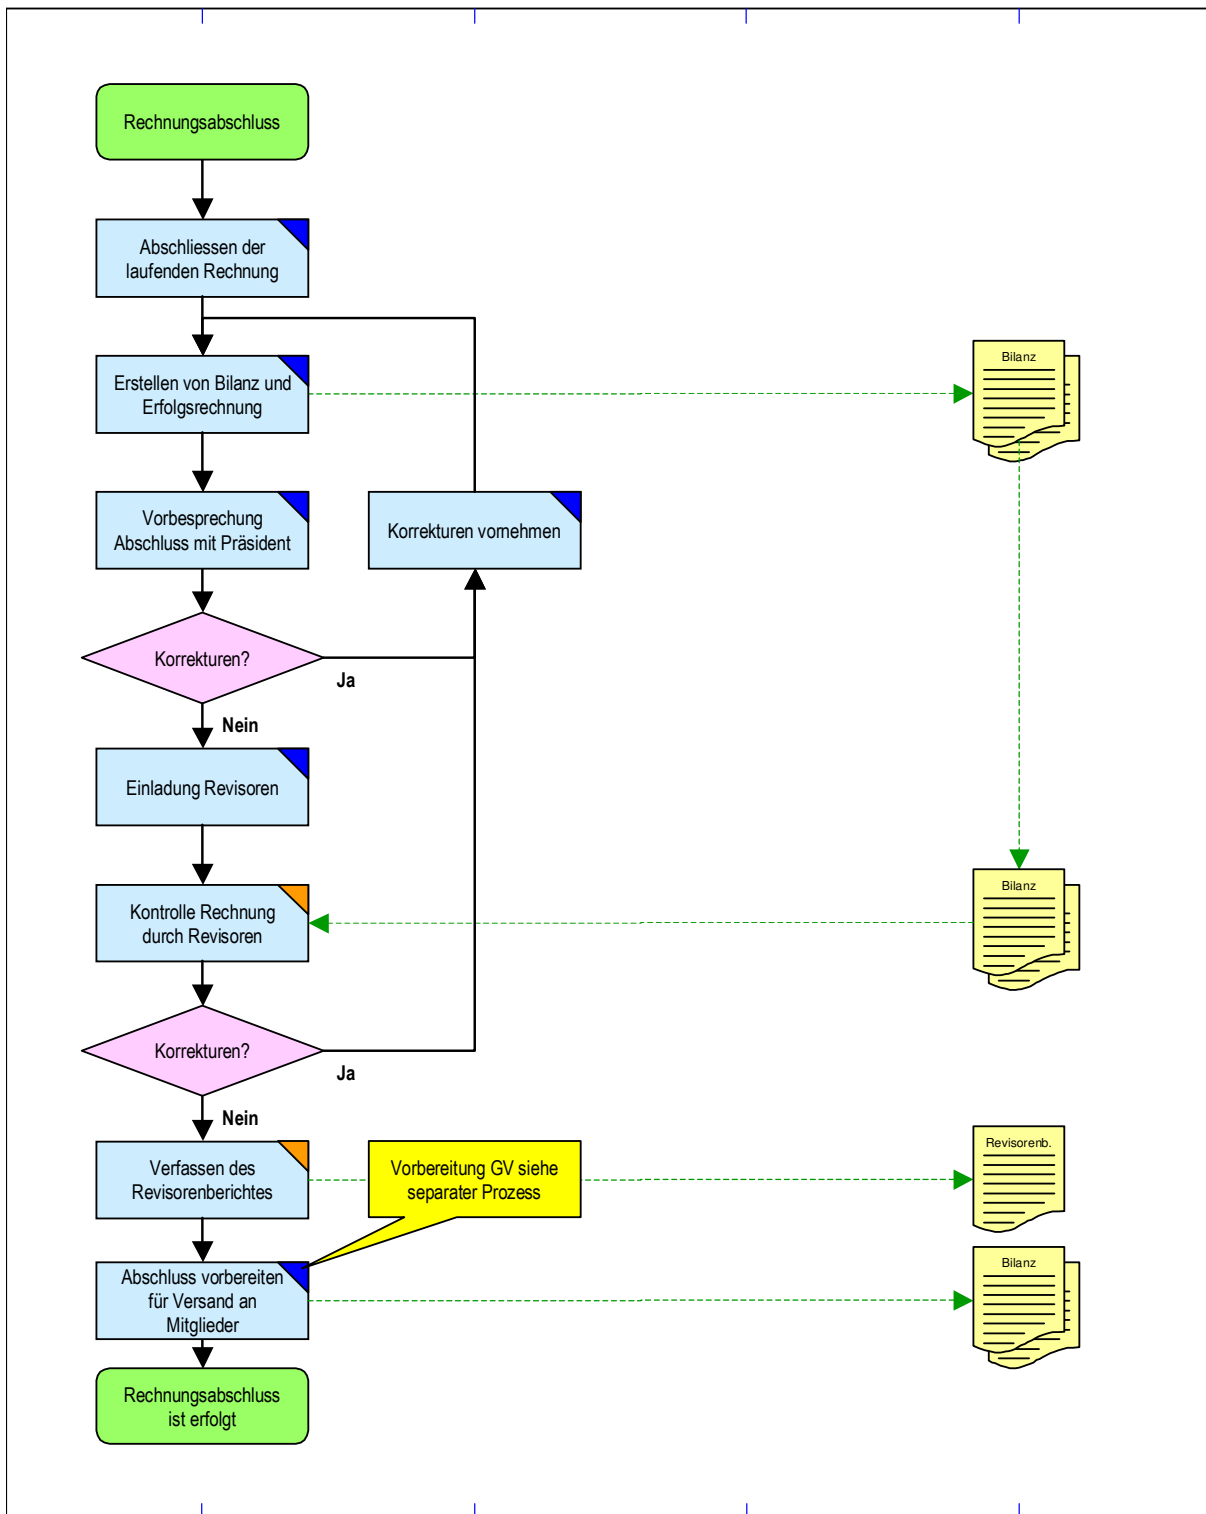 Rechnungsabschluss
Abschliessen der
laufenden Rechnung
Erstellen von Bilanz und
Erfolgsrechnung
Bilanz
Vorbesprechung
Abschluss mit Präsident
Korrekturen vornehmen
Korrekturen?
Ja
Nein
Einladung Revisoren
Kontrolle Rechnung
durch Revisoren
Bilanz
Korrekturen?
Ja
Nein
Verfassen des
Revisorenberichtes
Vorbereitung GV siehe
separater Prozess
Revisorenb.
Abschluss vorbereiten
für Versand an
Mitglieder
Bilanz
Rechnungsabschluss
ist erfolgt